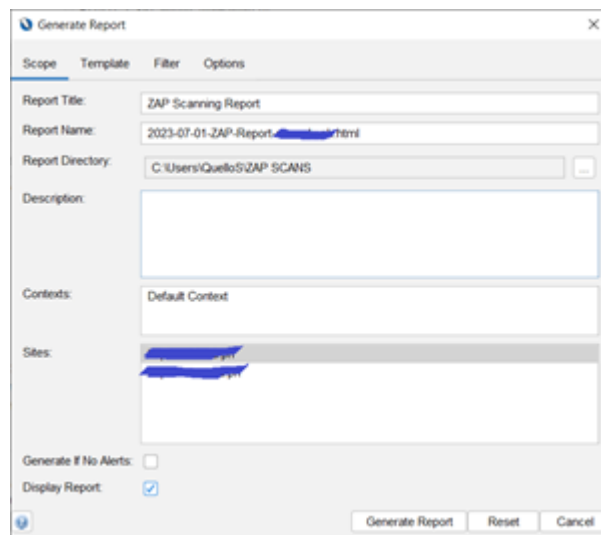 Generate Report
Scope Template Filter Options
Report Title: ZAP Scanning Report
Report Name: 2023-07-01-ZAP-Report- html
Report Directory: C:\Users\QuelloS\ZAP SCANS ...
Description:
Contexts: Default Context
Sites:
Generate If No Alerts:
Display Report:
Generate Report Reset Cancel